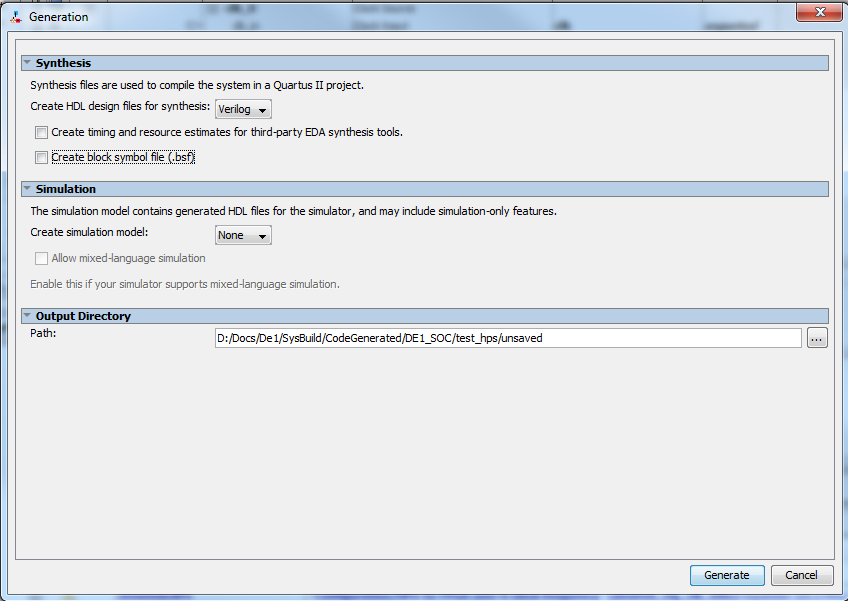 Generation
Synthesis
Synthesis files are used to compile the system in a Quartus II project.
Create HDL design files for synthesis: Verilog
Create timing and resource estimates for third-party EDA synthesis tools.
Create block symbol file (.bsf)
Simulation
The simulation model contains generated HDL files for the simulator, and may include simulation-only features.
Create simulation model: None
Allow mixed-language simulation
Enable this if your simulator supports mixed-language simulation.
Output Directory
Path: D:/Docs/De1/SysBuild/CodeGenerated/DE1_SOC/test_hps/unsaved ...
Generate Cancel